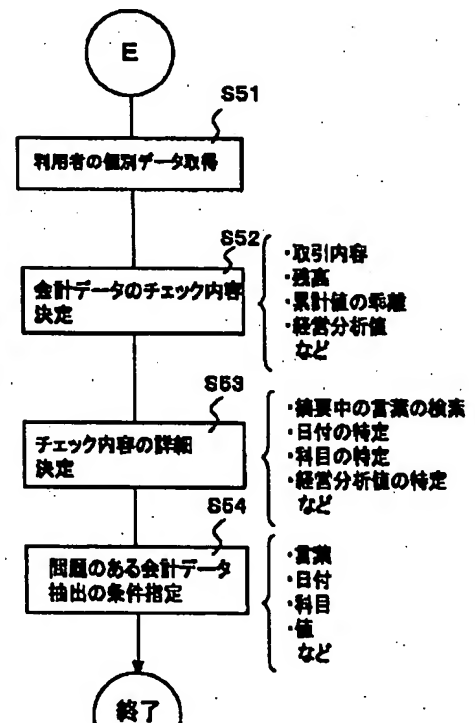 E
S51
利用者の個別データ取得
S52
会計データのチェック内容
決定
・取引内容
・残高
・累計値の乖離
・経営分析値
など
S53
チェック内容の詳細
決定
・摘要中の言葉の検索
・日付の特定
・科目の特定
・経営分析値の特定
など
S54
問題のある会計データ
抽出の条件指定
・言葉
・日付
・科目
・値
など
終了